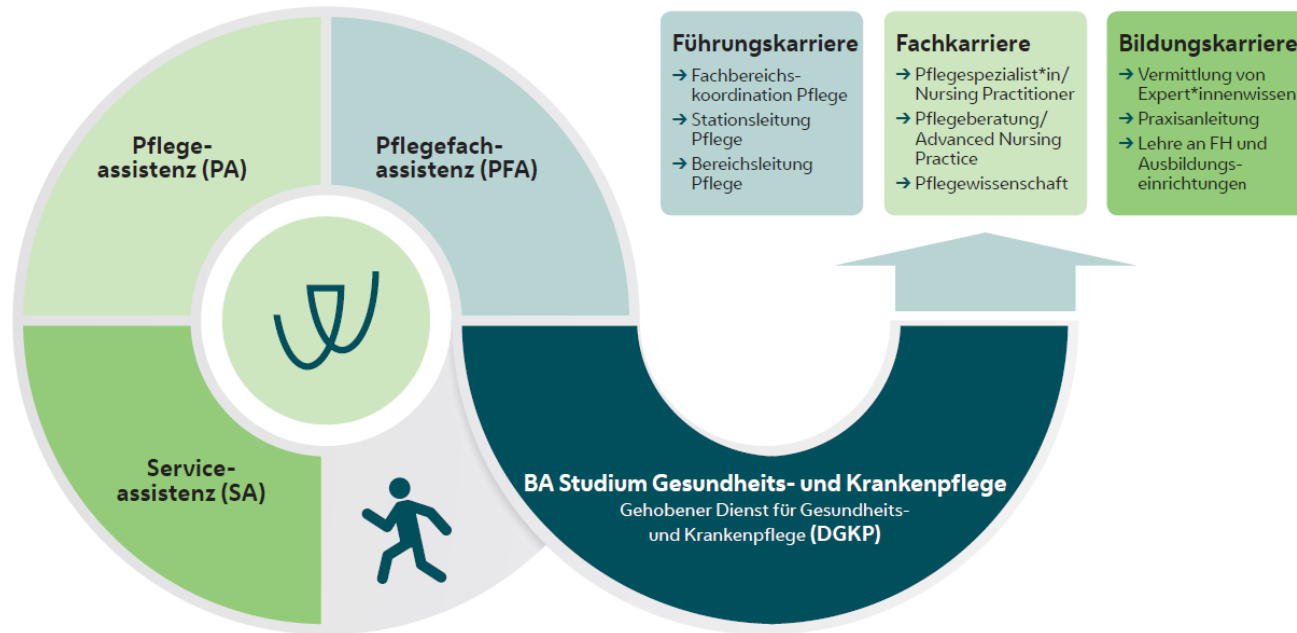 Pflege-
assistenz (PA)
Pflegefach-
assistenz (PFA)
Service-
assistenz (SA)
BA Studium Gesundheits- und Krankenpflege
Gehobener Dienst für Gesundheits-
und Krankenpflege (DGKP)
Führungskarriere
→ Fachbereichs-
koordination Pflege
→ Stationsleitung
Pflege
→ Bereichsleitung
Pflege
Fachkarriere
→ Pflegespezialist*in/
Nursing Practitioner
→ Pflegeberatung/
Advanced Nursing
Practice
→ Pflegewissenschaft
Bildungskarriere
→ Vermittlung von
Expert*innenwissen
→ Praxisanleitung
→ Lehre an FH und
Ausbildungs-
einrichtungen